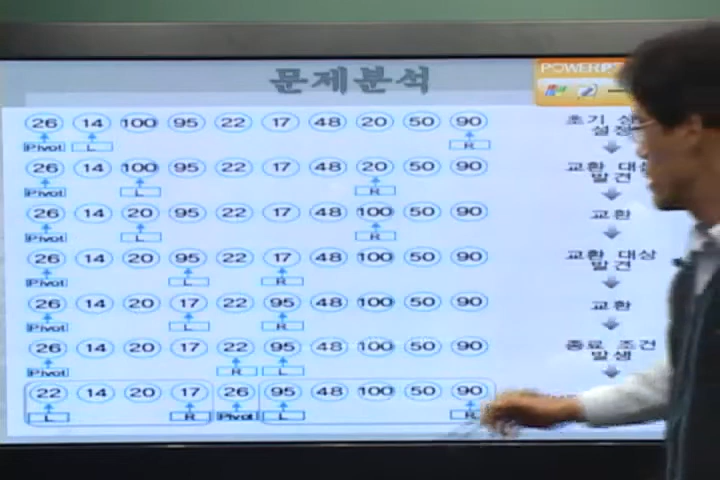 문제분석
POWERP
26 14 100 95 22 17 48 20 50 90 초기 상
Pivot L R 설정
26 14 100 95 22 17 48 20 50 90 교환 대상
Pivot L R 발견
26 14 20 95 22 17 48 100 50 90 교환
Pivot L R
26 14 20 95 22 17 48 100 50 90 교환 대상
Pivot L R 발견
26 14 20 17 22 95 48 100 50 90 교환
Pivot L R
26 14 20 17 22 95 48 100 50 90 종료 조건
Pivot R L 발생
22 14 20 17 26 95 48 100 50 90
L R Pivot L R